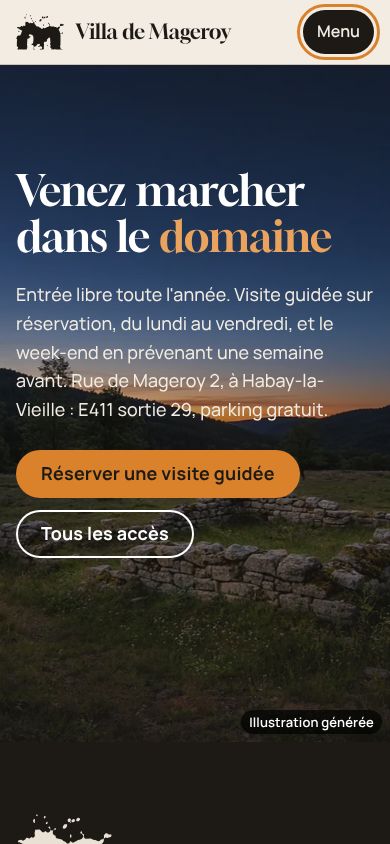 Villa de Mageroy
Menu
Venez marcher
dans le domaine
Entrée libre toute l'année. Visite guidée sur
réservation, du lundi au vendredi, et le
week-end en prévenant une semaine
avant. Rue de Mageroy 2, à Habay-la-
Vieille : E411 sortie 29, parking gratuit.
Réserver une visite guidée
Tous les accès
Illustration générée